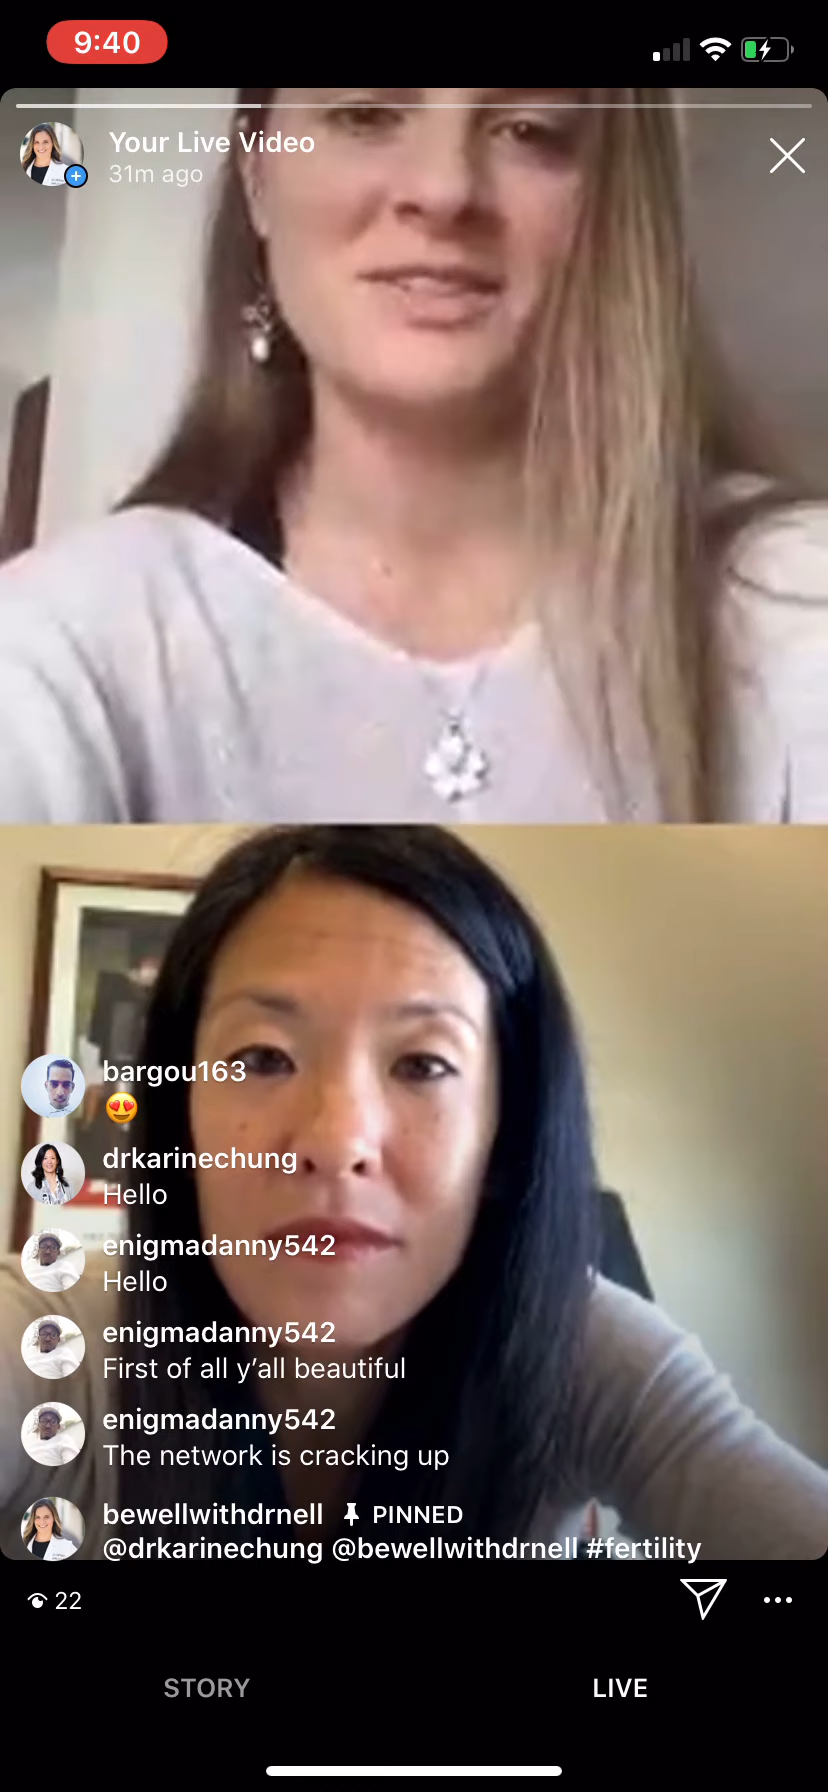 9:40
Your Live Video
31m ago
bargou163
😍
drkarinechung
Hello
enigmadanny542
Hello
enigmadanny542
First of all y'all beautiful
enigmadanny542
The network is cracking up
bewellwithdrnell PINNED
@drkarinechung @bewellwithdrnell #fertility
22
STORY LIVE